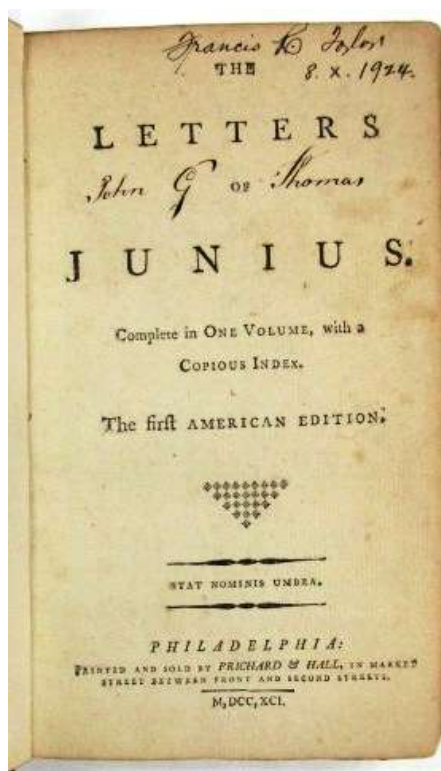 Francis K Taylor
THE 8. X. 1924.
LETTERS
John G OF Thomas
JUNIUS.
Complete in ONE VOLUME, with a
COPIOUS INDEX.
The firſt AMERICAN EDITION.
STAT NOMINIS UMBRA.
PHILADELPHIA:
PRINTED AND SOLD BY PRICHARD & HALL, IN MARKET
STREET BETWEEN FRONT AND SECOND STREETS.
M,DCC,XCI.